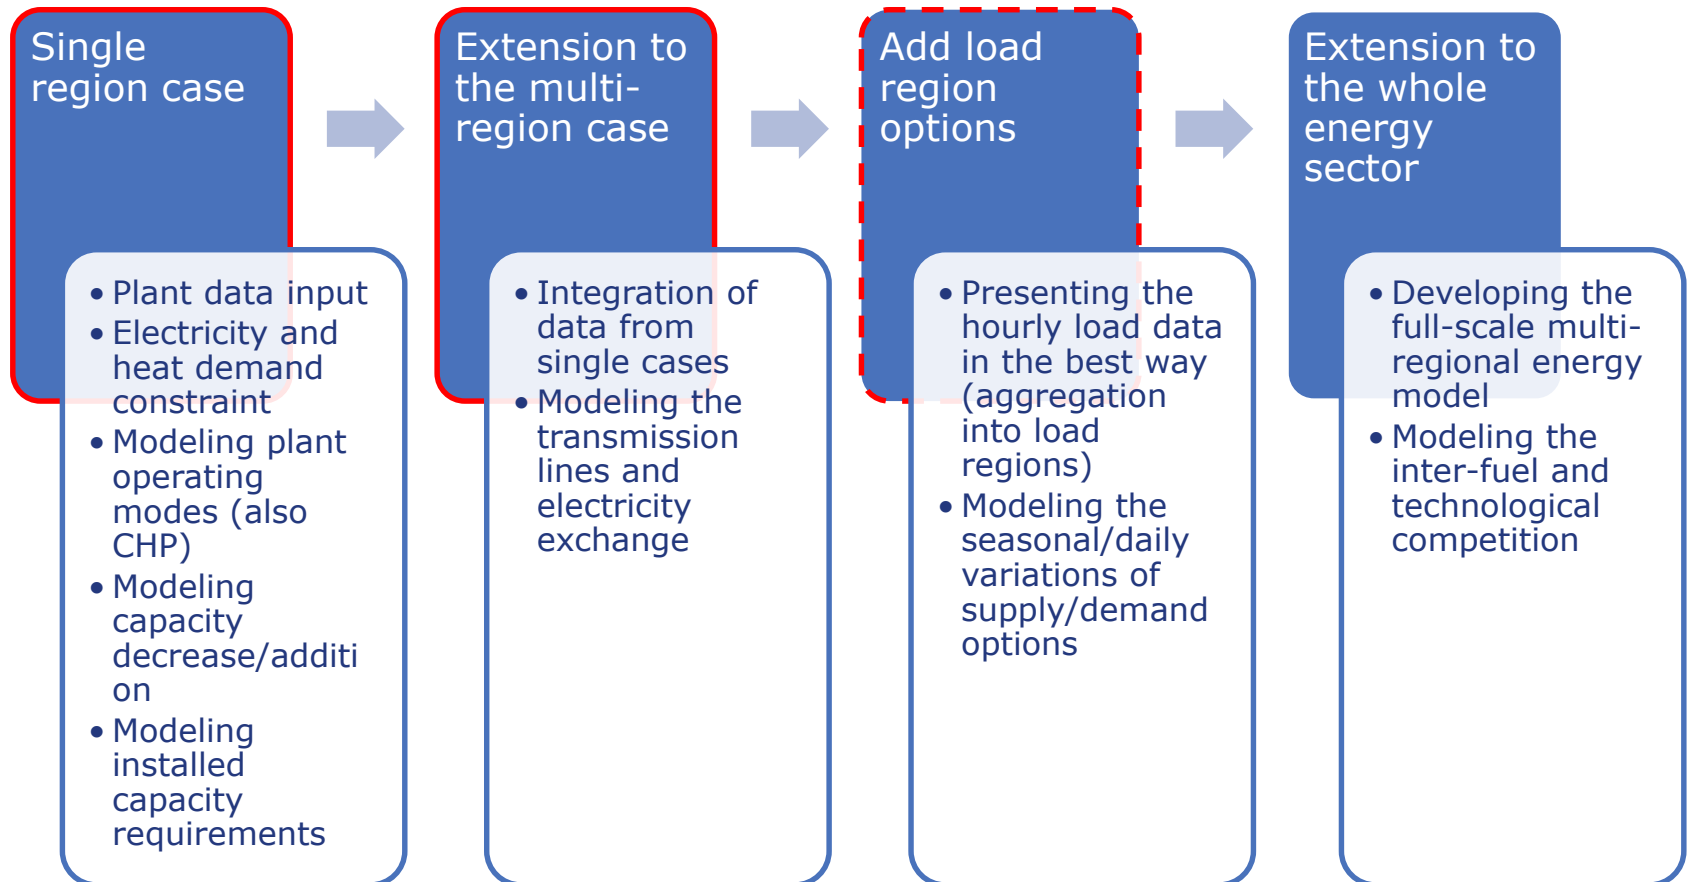 Single
region case
• Plant data input
• Electricity and
heat demand
constraint
• Modeling plant
operating
modes (also
CHP)
• Modeling
capacity
decrease/additi
on
• Modeling
installed
capacity
requirements
Extension to
the multi-
region case
• Integration of
data from
single cases
• Modeling the
transmission
lines and
electricity
exchange
Add load
region
options
• Presenting the
hourly load data
in the best way
(aggregation
into load
regions)
• Modeling the
seasonal/daily
variations of
supply/demand
options
Extension to
the whole
energy
sector
• Developing the
full-scale multi-
regional energy
model
• Modeling the
inter-fuel and
technological
competition